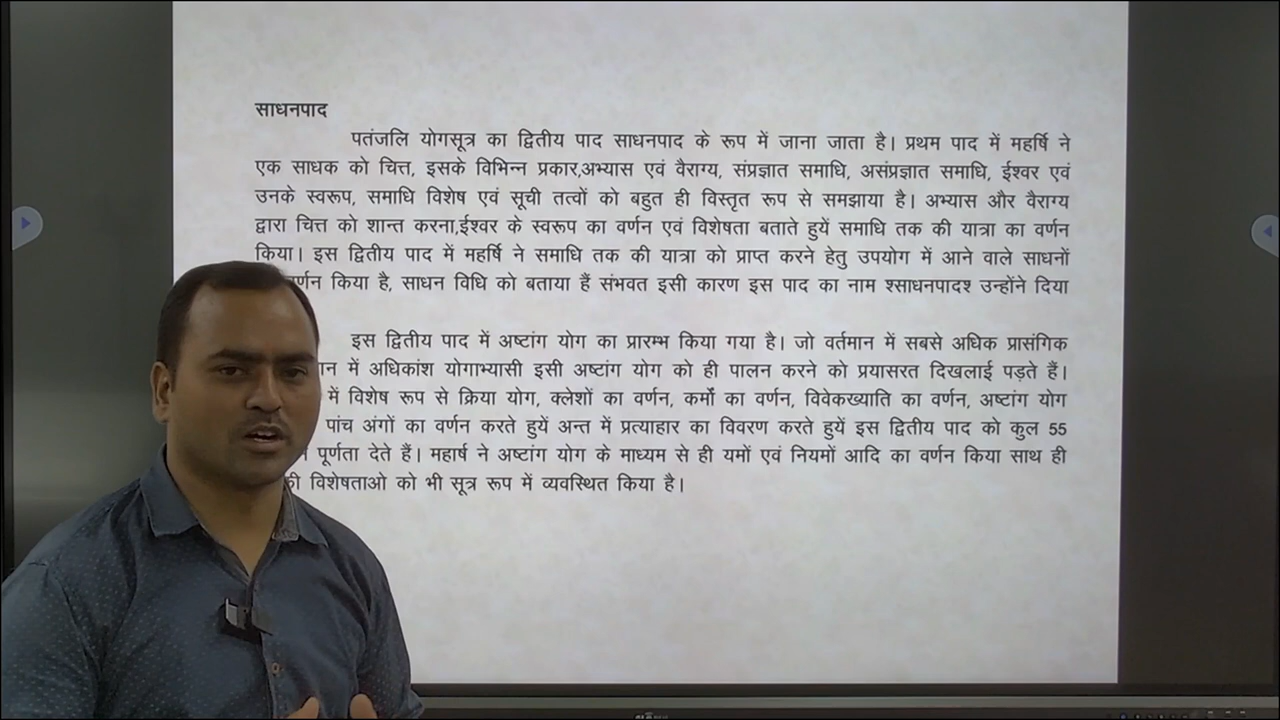 साधनपाद
पतंजलि योगसूत्र का द्वितीय पाद साधनपाद के रूप में जाना जाता है। प्रथम पाद में महर्षि ने
एक साधक को चित्त, इसके विभिन्न प्रकार,अभ्यास एवं वैराग्य, संप्रज्ञात समाधि, असंप्रज्ञात समाधि, ईश्वर एवं
उनके स्वरूप, समाधि विशेष एवं सूची तत्वों को बहुत ही विस्तृत रूप से समझाया है। अभ्यास और वैराग्य
द्वारा चित्त को शान्त करना,ईश्वर के स्वरूप का वर्णन एवं विशेषता बताते हुयें समाधि तक की यात्रा का वर्णन
किया। इस द्वितीय पाद में महर्षि ने समाधि तक की यात्रा को प्राप्त करने हेतु उपयोग में आने वाले साधनों
र्णन किया है, साधन विधि को बताया हैं संभवत इसी कारण इस पाद का नाम श्साधनपादश् उन्होंने दिया
इस द्वितीय पाद में अष्टांग योग का प्रारम्भ किया गया है। जो वर्तमान में सबसे अधिक प्रासंगिक
न में अधिकांश योगाभ्यासी इसी अष्टांग योग को ही पालन करने को प्रयासरत दिखलाई पड़ते हैं।
में विशेष रूप से क्रिया योग, क्लेशों का वर्णन, कर्मों का वर्णन, विवेकख्याति का वर्णन, अष्टांग योग
पांच अंगों का वर्णन करते हुयें अन्त में प्रत्याहार का विवरण करते हुयें इस द्वितीय पाद को कुल 55
पूर्णता देते हैं। महार्ष ने अष्टांग योग के माध्यम से ही यमों एवं नियमों आदि का वर्णन किया साथ ही
की विशेषताओ को भी सूत्र रूप में व्यवस्थित किया है।